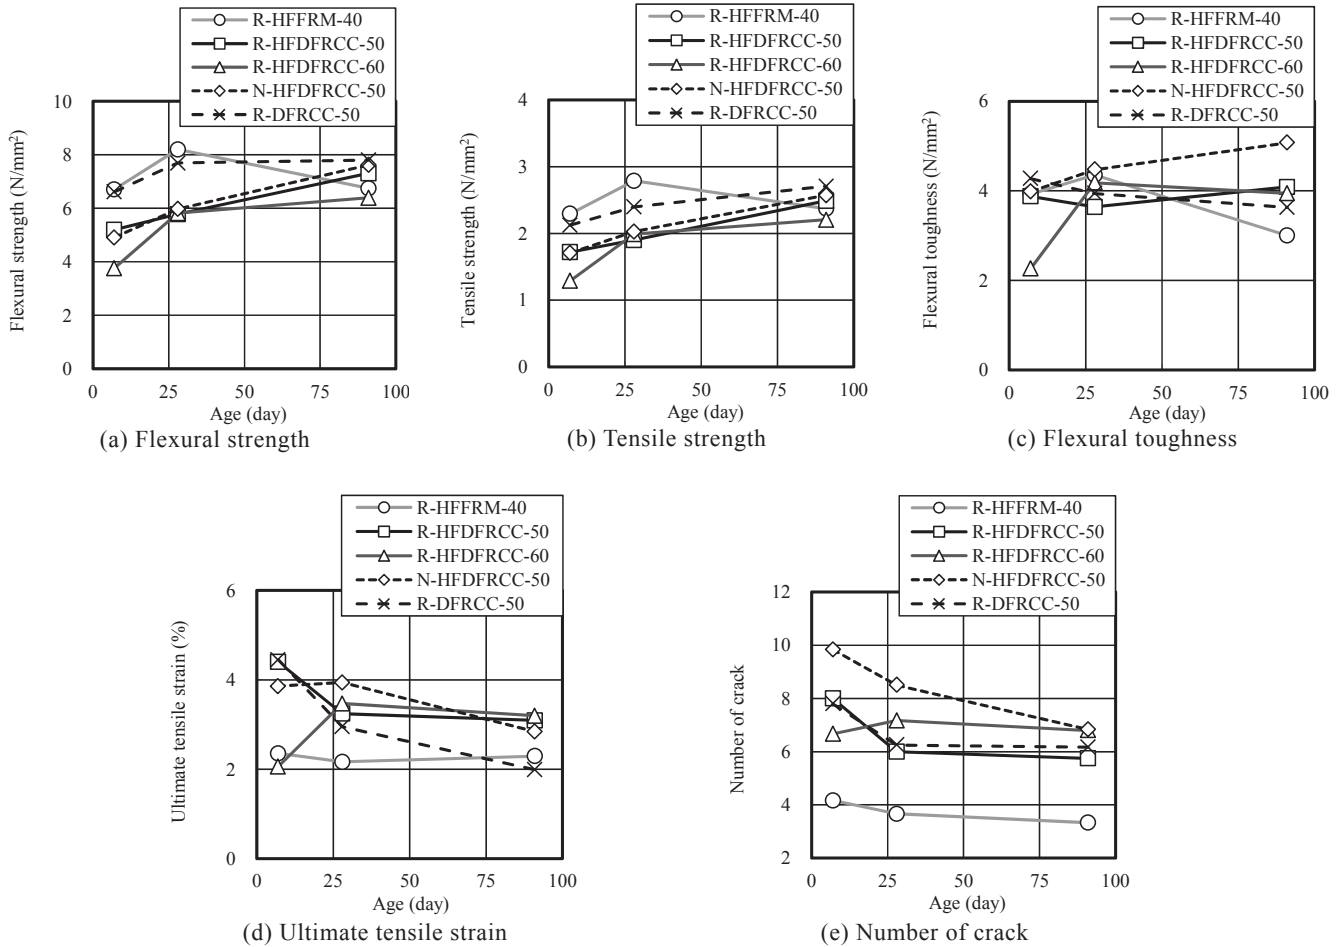 R-HFFRM-40
R-HFDFRCC-50
R-HFDFRCC-60
N-HFDFRCC-50
R-DFRCC-50
Flexural strength (N/mm²)
10
8
6
4
2
0
0 25 50 75 100
Age (day)
(a) Flexural strength
R-HFFRM-40
R-HFDFRCC-50
R-HFDFRCC-60
N-HFDFRCC-50
R-DFRCC-50
Tensile strength (N/mm²)
4
3
2
1
0
0 25 50 75 100
Age (day)
(b) Tensile strength
R-HFFRM-40
R-HFDFRCC-50
R-HFDFRCC-60
N-HFDFRCC-50
R-DFRCC-50
Flexural toughness (N/mm²)
6
4
2
0
0 25 50 75 100
Age (day)
(c) Flexural toughness
R-HFFRM-40
R-HFDFRCC-50
R-HFDFRCC-60
N-HFDFRCC-50
R-DFRCC-50
Ultimate tensile strain (%)
6
4
2
0
0 25 50 75 100
Age (day)
(d) Ultimate tensile strain
R-HFFRM-40
R-HFDFRCC-50
R-HFDFRCC-60
N-HFDFRCC-50
R-DFRCC-50
Number of crack
12
10
8
6
4
2
0 25 50 75 100
Age (day)
(e) Number of crack